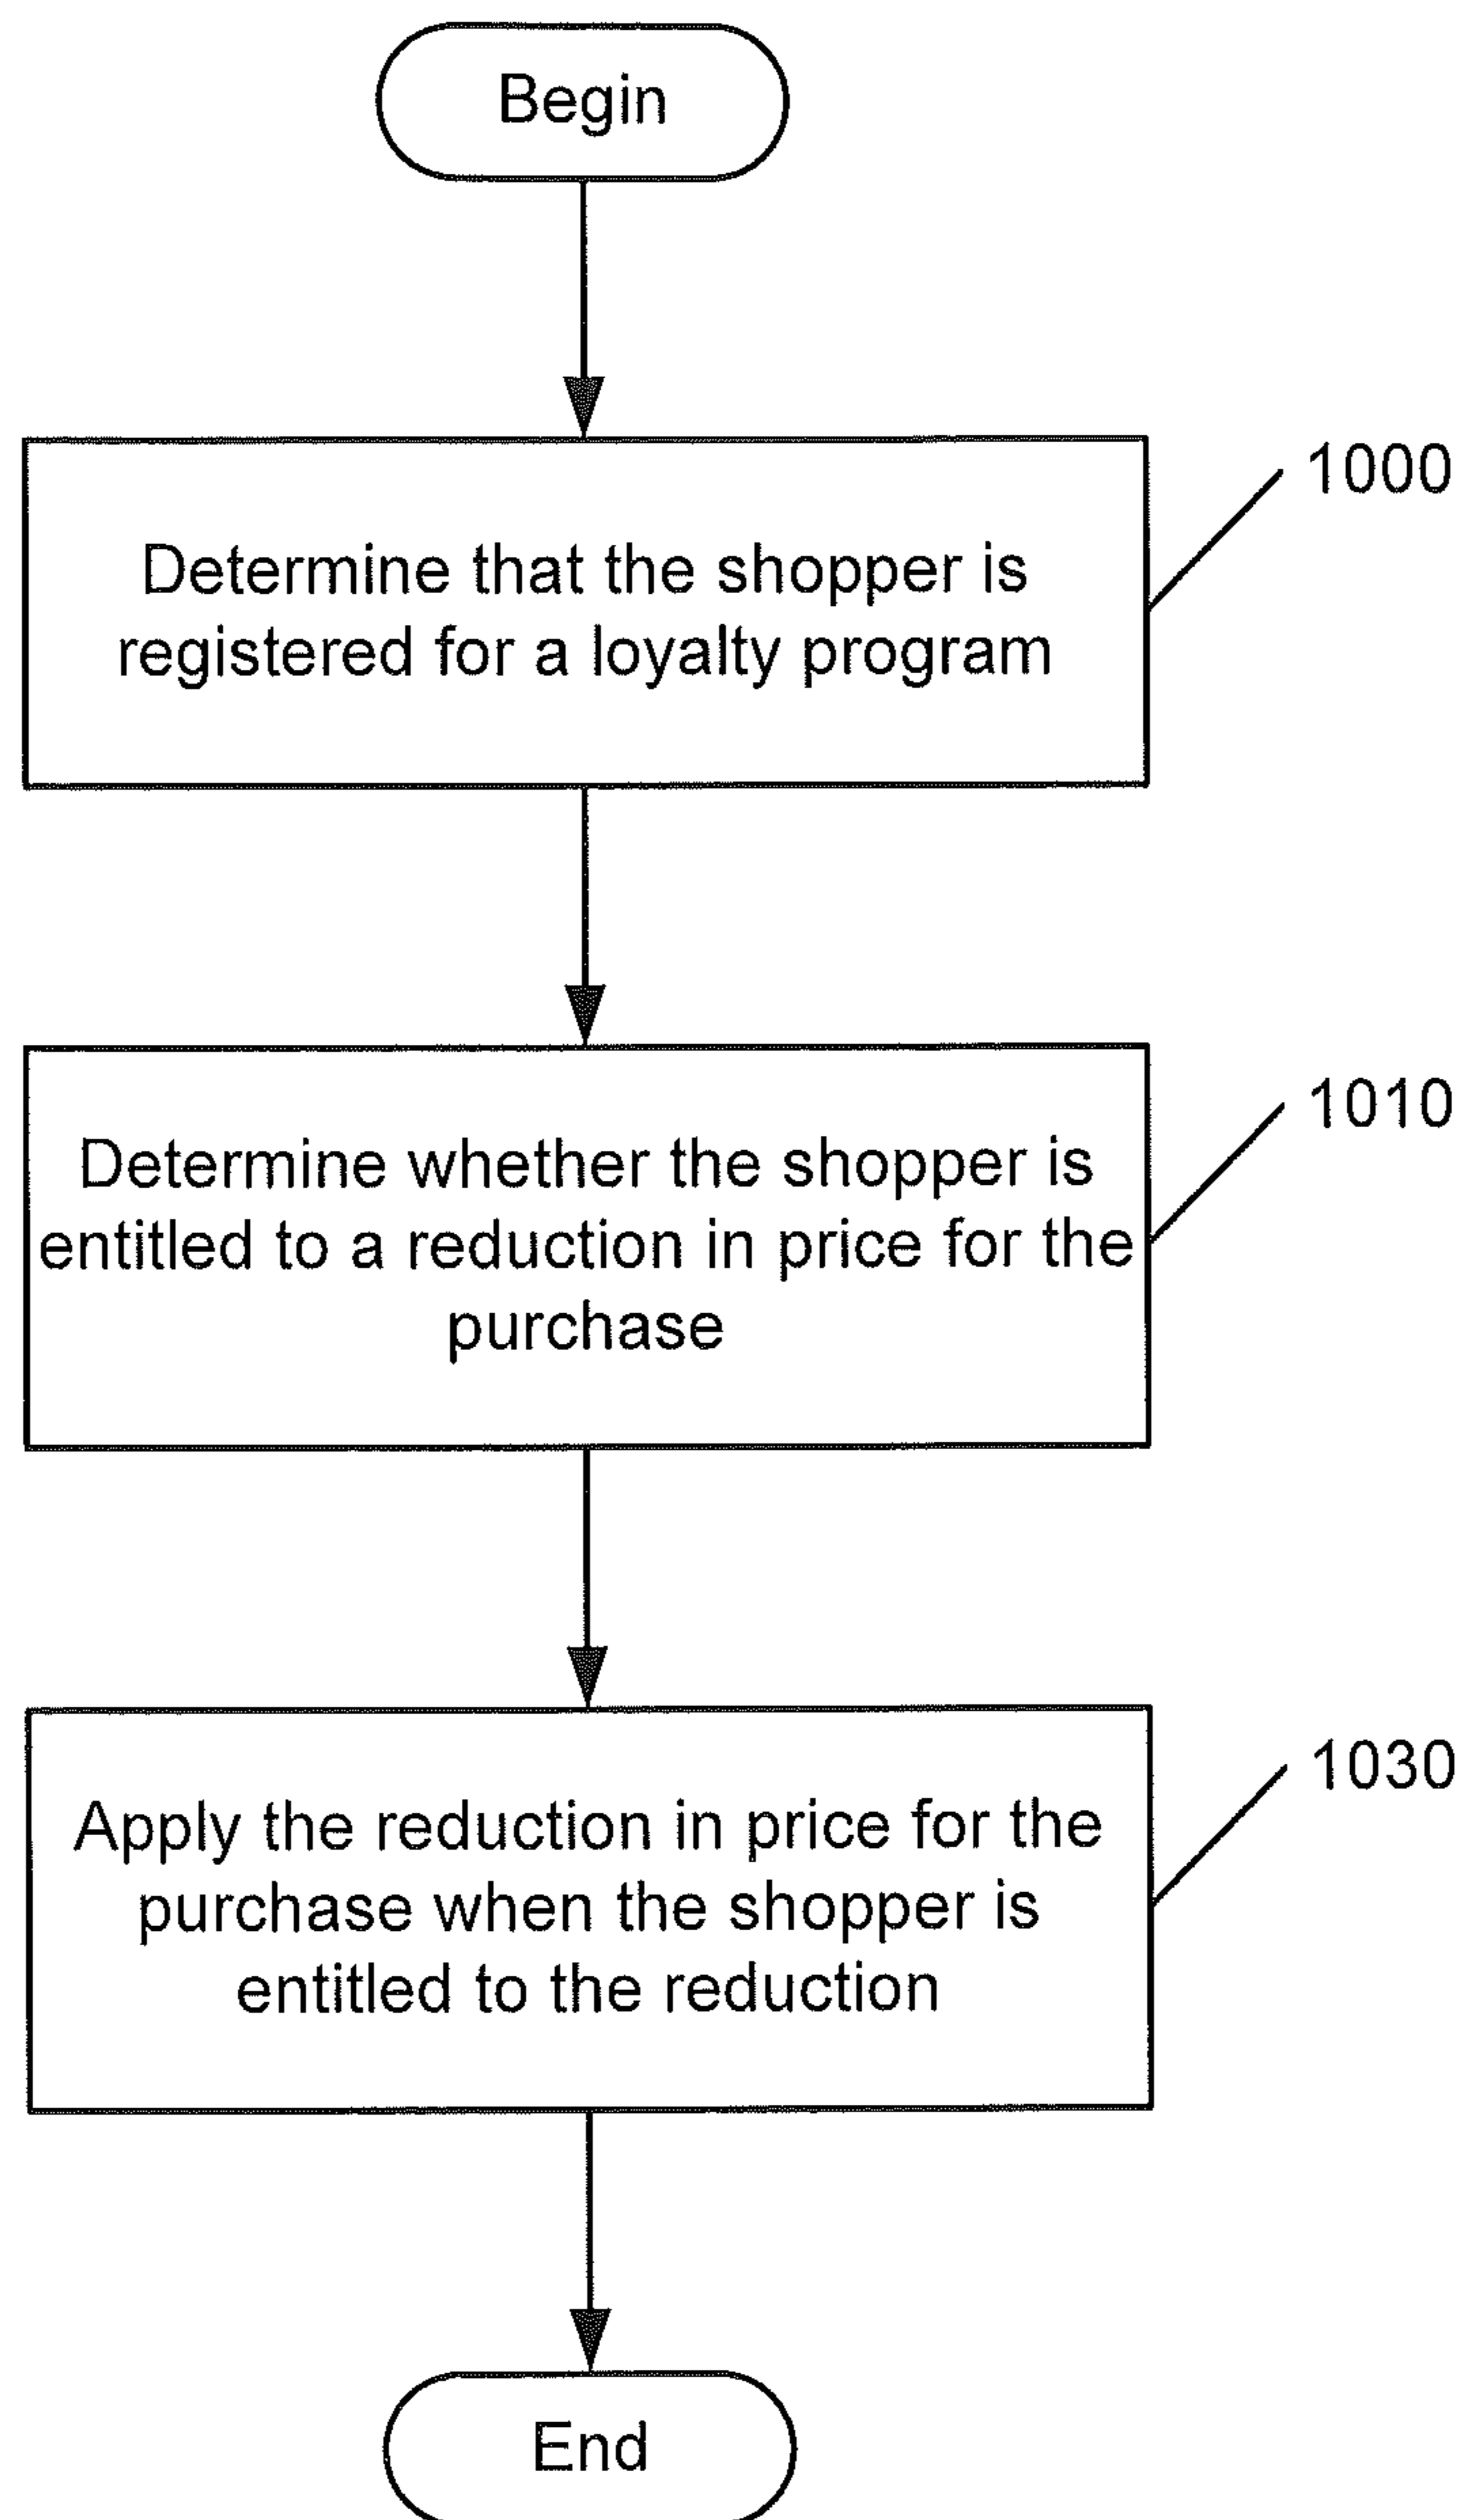 Begin
1000
Determine that the shopper is
registered for a loyalty program
1010
Determine whether the shopper is
entitled to a reduction in price for the
purchase
1030
Apply the reduction in price for the
purchase when the shopper is
entitled to the reduction
End